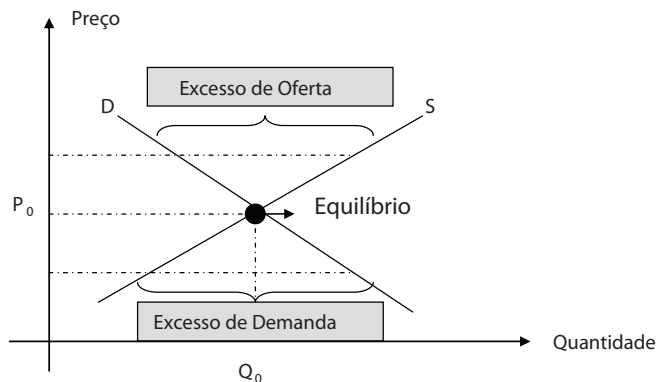 Preço
Excesso de Oferta
D
S
P0
Equilíbrio
Excesso de Demanda
Quantidade
Q0